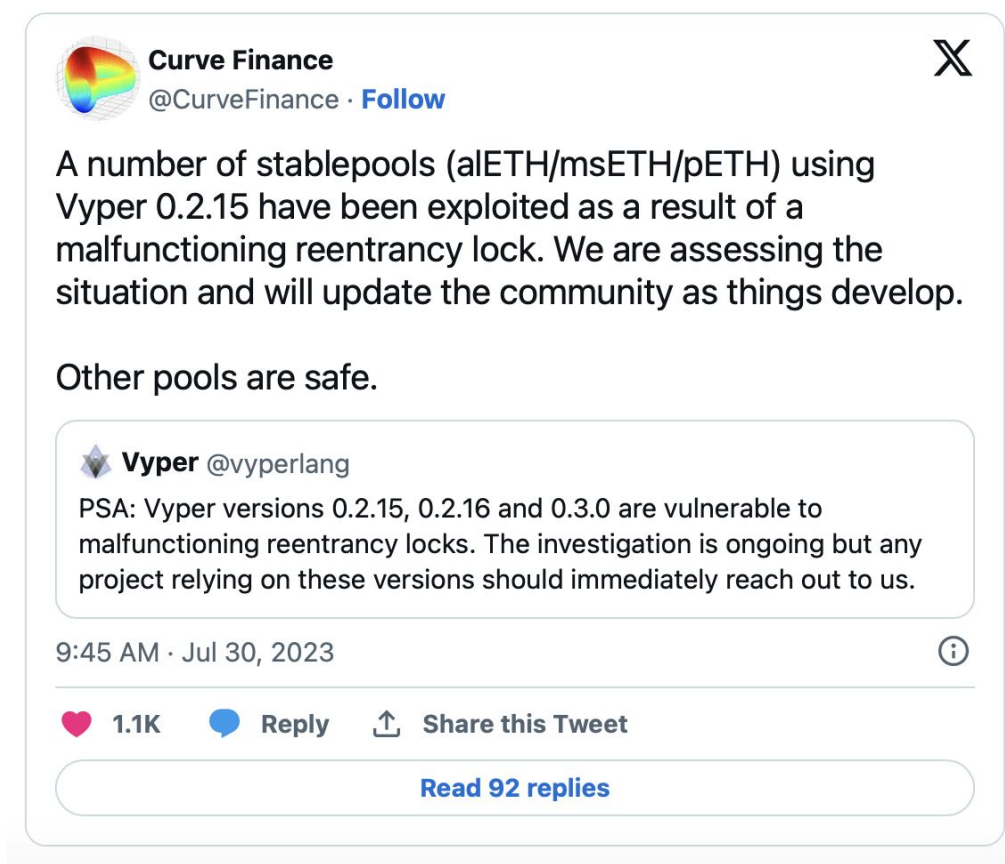 Curve Finance
@CurveFinance · Follow
A number of stablepools (alETH/msETH/pETH) using
Vyper 0.2.15 have been exploited as a result of a
malfunctioning reentrancy lock. We are assessing the
situation and will update the community as things develop.
Other pools are safe.
Vyper @vyperlang
PSA: Vyper versions 0.2.15, 0.2.16 and 0.3.0 are vulnerable to
malfunctioning reentrancy locks. The investigation is ongoing but any
project relying on these versions should immediately reach out to us.
9:45 AM · Jul 30, 2023
1.1K Reply Share this Tweet
Read 92 replies